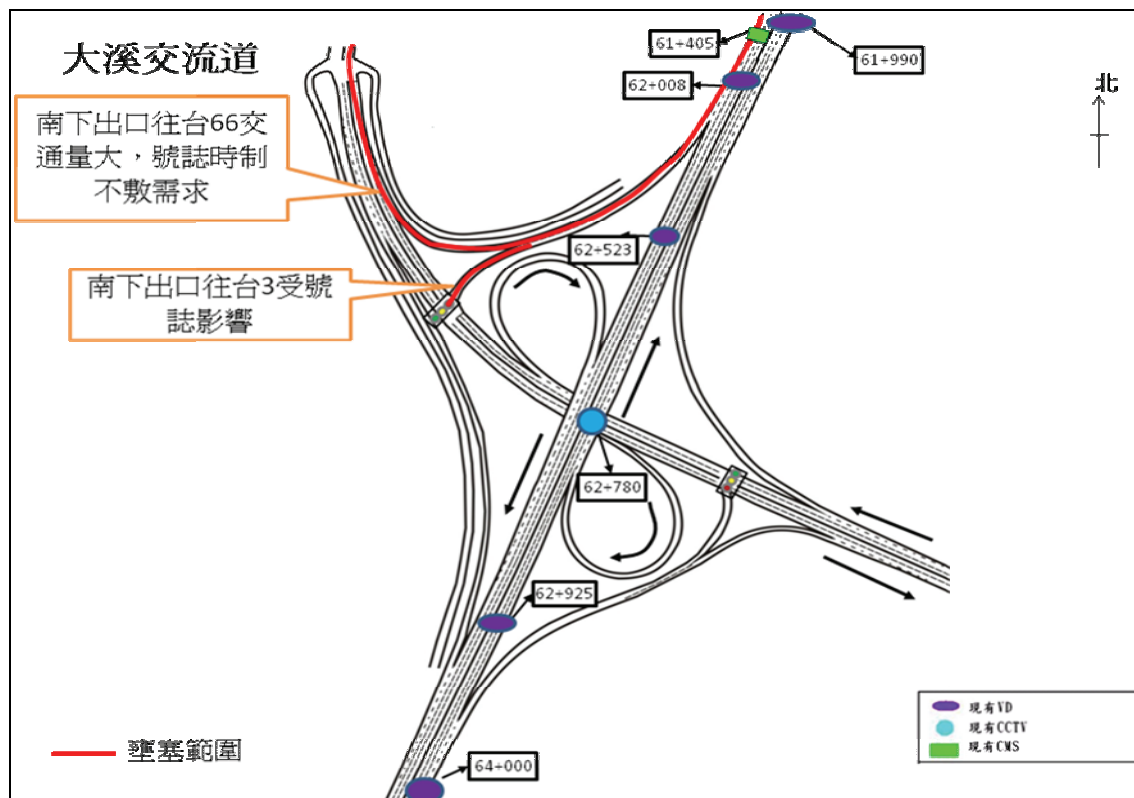 大溪交流道
61+405
61+990
62+008
北
南下出口往台66交
通量大，號誌時制
不敷需求
62+523
南下出口往台3受號
誌影響
62+780
62+925
64+000
壅塞範圍
現有VD
現有CCTV
現有CMS